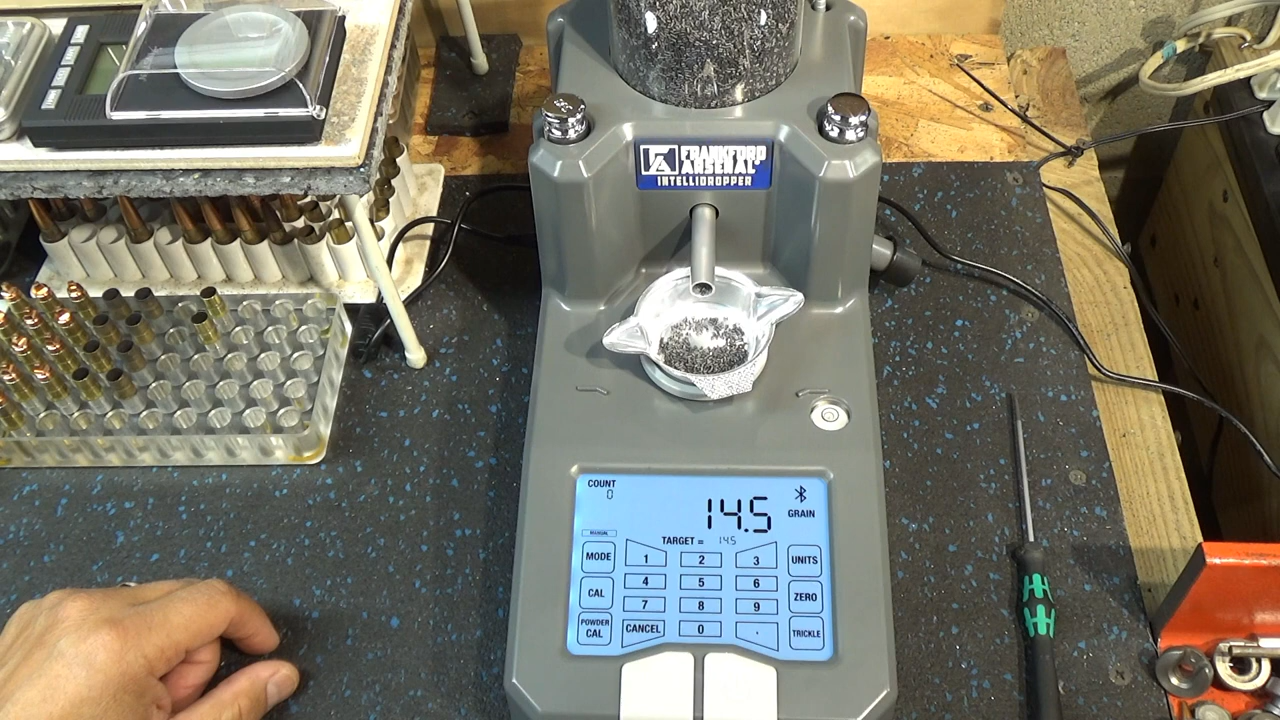 FRANKFORD
ARSENAL®
INTELLIDROPPER
COUNT
0
14.5
GRAIN
MANUAL
TARGET = 14.5
MODE 1 2 3 UNITS
CAL 4 5 6 ZERO
7 8 9
POWDER
CAL
CANCEL 0 . TRICKLE